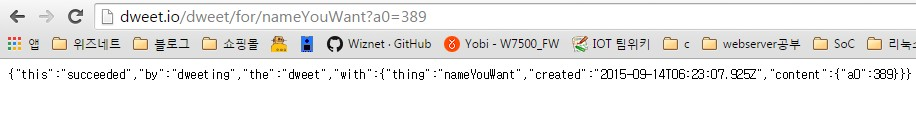 dweet.io/dweet/for/nameYouWant?a0=389
앱 위즈네트 블로그 쇼핑몰 Wiznet · GitHub Yobi - W7500_FW IOT 팀위키 c webserver공부 SoC 리눅스
{"this":"succeeded","by":"dweeting","the":"dweet","with":{"thing":"nameYouWant","created":"2015-09-14T06:23:07.925Z","content":{"a0":389}}}